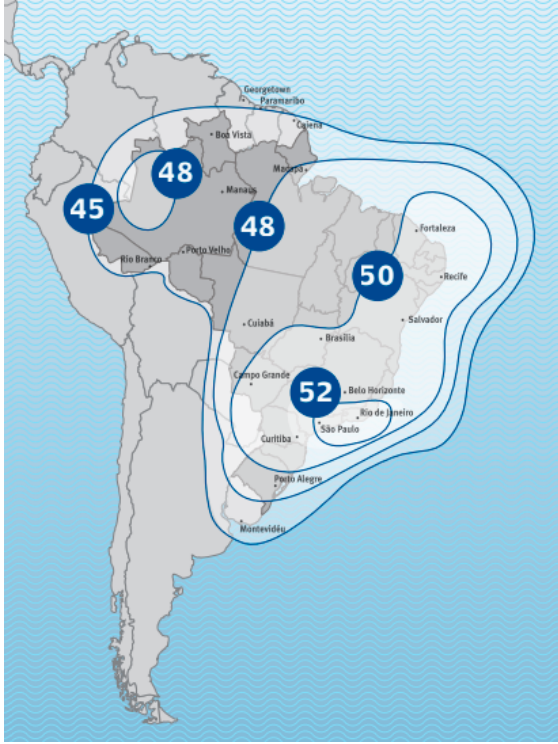 Georgetown
Paramaribo
Caiena
Boa Vista
Macapá
48
Manaus
45
48
Fortaleza
Porto Velho
Rio Branco
50
Recife
Salvador
Cuiabá
Brasília
Campo Grande
52
Belo Horizonte
Rio de Janeiro
São Paulo
Curitiba
Porto Alegre
Montevidéu